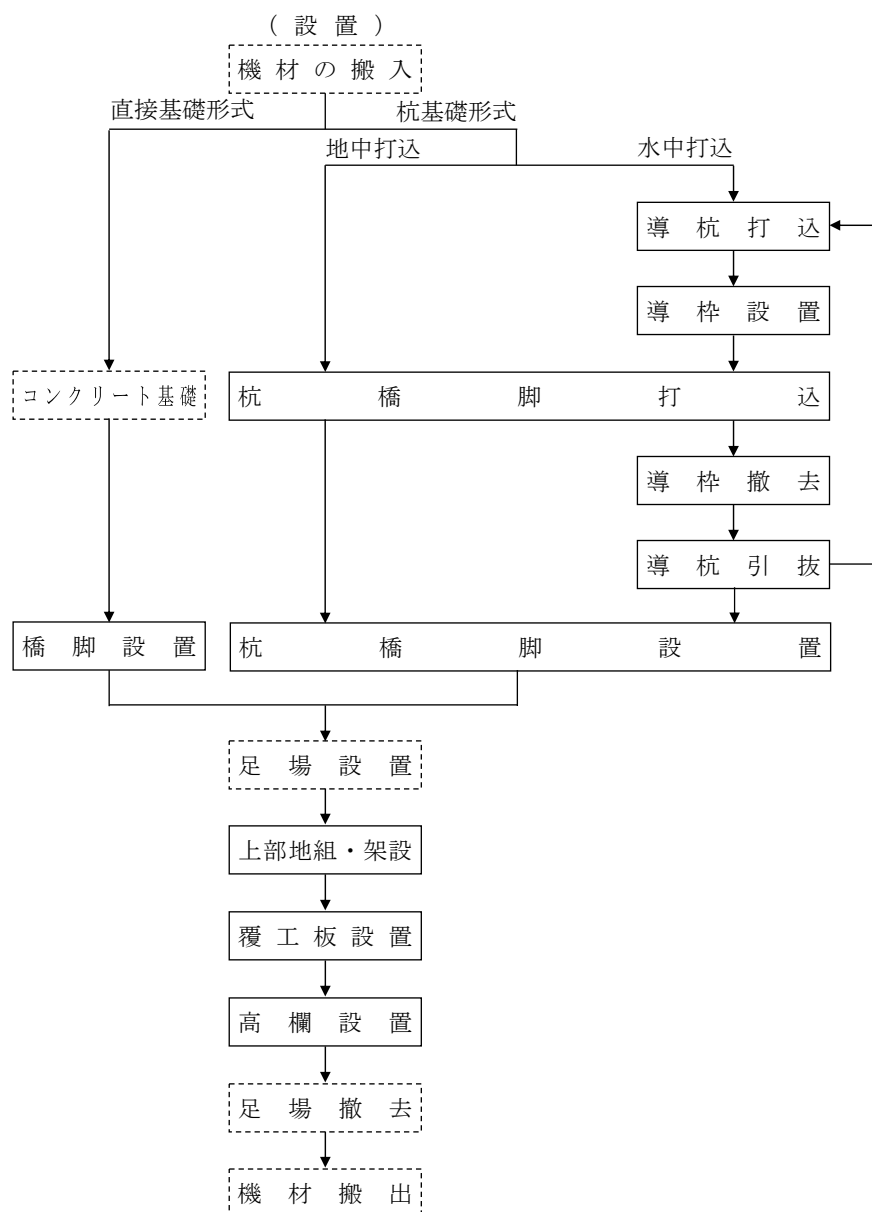 （設置）
機材の搬入
直接基礎形式
杭基礎形式
地中打込
水中打込
導杭打込
導枠設置
コンクリート基礎
杭橋脚打込
導枠撤去
導杭引抜
橋脚設置
杭橋脚設置
足場設置
上部地組・架設
覆工板設置
高欄設置
足場撤去
機材搬出